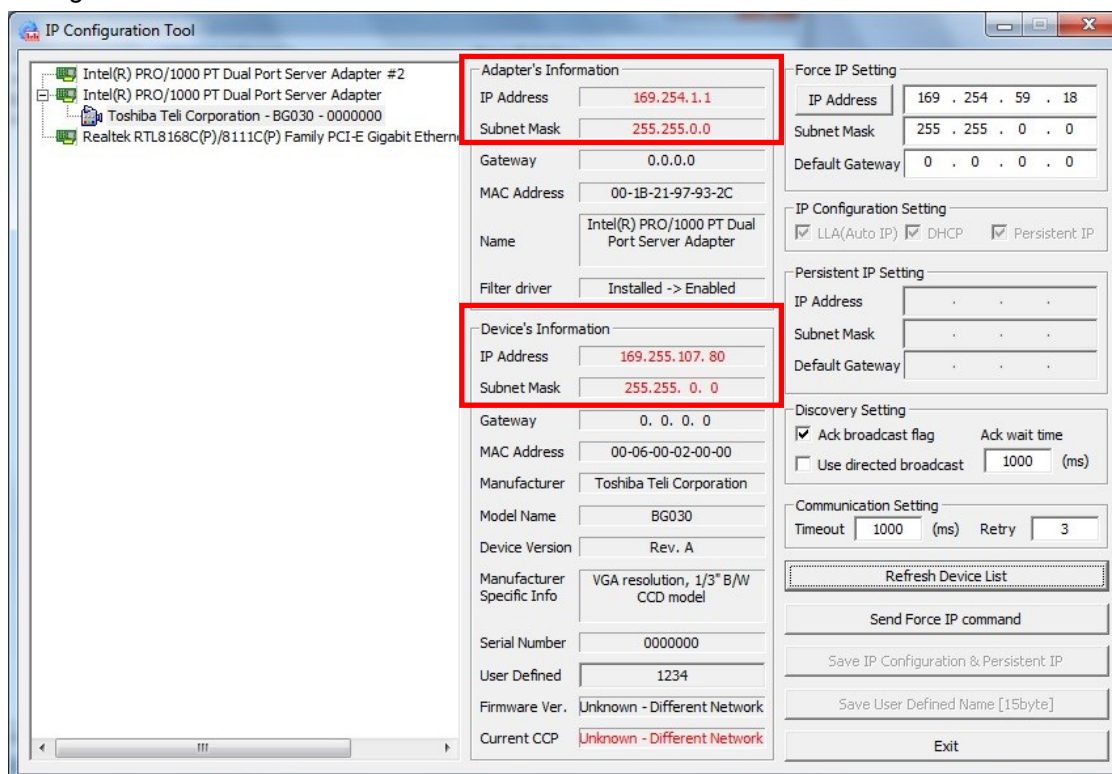 IP Configuration Tool
Intel(R) PRO/1000 PT Dual Port Server Adapter #2
Intel(R) PRO/1000 PT Dual Port Server Adapter
Toshiba Teli Corporation - BG030 - 0000000
Realtek RTL8168C(P)/8111C(P) Family PCI-E Gigabit Ethern
Adapter's Information
IP Address 169.254.1.1
Subnet Mask 255.255.0.0
Gateway 0.0.0.0
MAC Address 00-1B-21-97-93-2C
Name Intel(R) PRO/1000 PT Dual
Port Server Adapter
Filter driver Installed -> Enabled
Device's Information
IP Address 169.255.107. 80
Subnet Mask 255.255. 0. 0
Gateway 0. 0. 0. 0
MAC Address 00-06-00-02-00-00
Manufacturer Toshiba Teli Corporation
Model Name BG030
Device Version Rev. A
Manufacturer Specific Info VGA resolution, 1/3" B/W
CCD model
Serial Number 0000000
User Defined 1234
Firmware Ver. Unknown - Different Network
Current CCP Unknown - Different Network
Force IP Setting
IP Address 169 . 254 . 59 . 18
Subnet Mask 255 . 255 . 0 . 0
Default Gateway 0 . 0 . 0 . 0
IP Configuration Setting
LLA(Auto IP) DHCP Persistent IP
Persistent IP Setting
IP Address . . .
Subnet Mask . . .
Default Gateway . . .
Discovery Setting
Ack broadcast flag Ack wait time
Use directed broadcast 1000 (ms)
Communication Setting
Timeout 1000 (ms) Retry 3
Refresh Device List
Send Force IP command
Save IP Configuration & Persistent IP
Save User Defined Name [15byte]
Exit